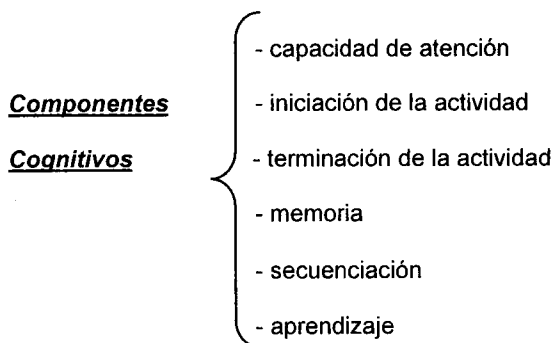 Componentes
Cognitivos
- capacidad de atención
- iniciación de la actividad
- terminación de la actividad
- memoria
- secuenciación
- aprendizaje